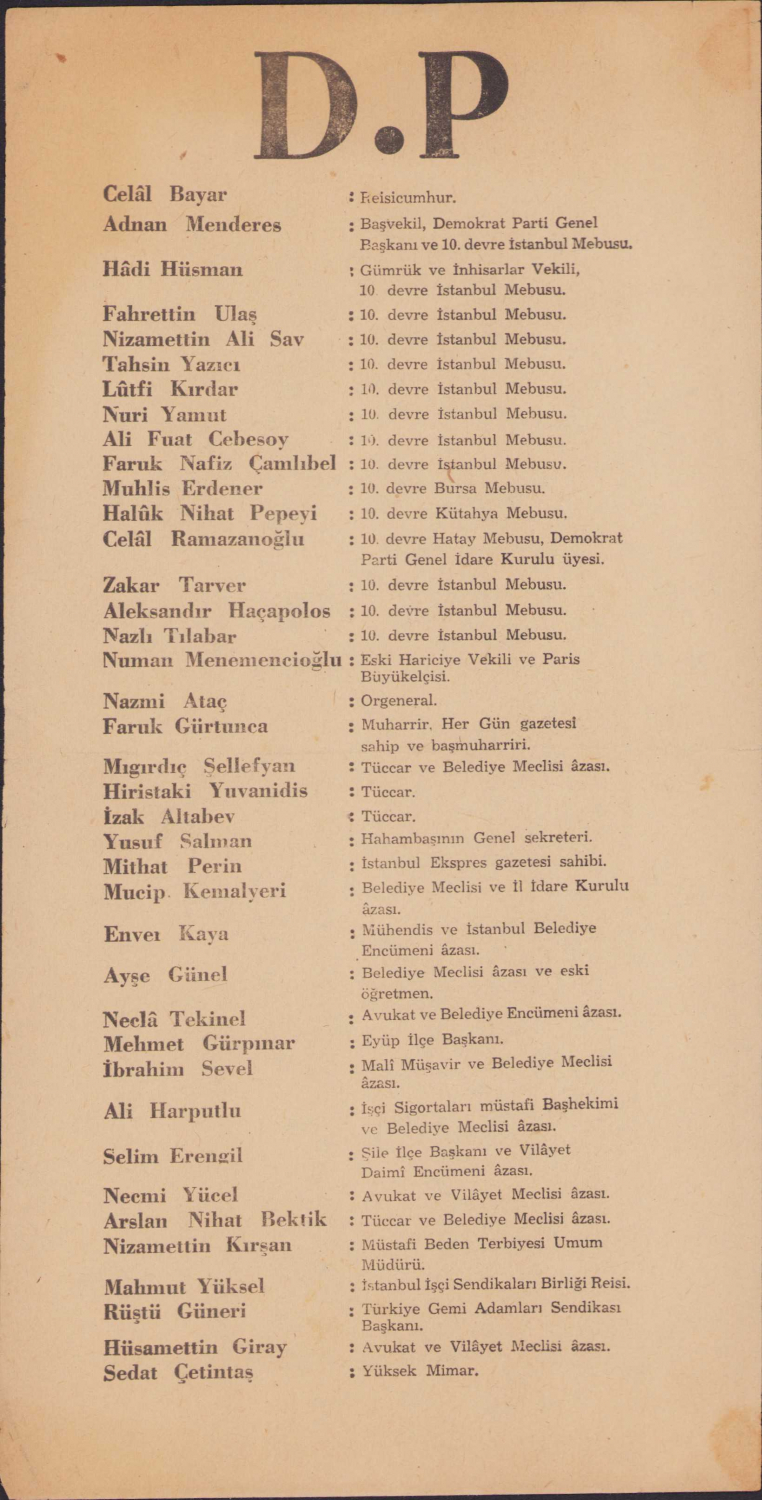 D.P
Celâl Bayar : Reisicumhur.
Adnan Menderes : Başvekil, Demokrat Parti Genel
Başkanı ve 10. devre İstanbul Mebusu.
Hâdi Hüsman : Gümrük ve İnhisarlar Vekili,
10. devre İstanbul Mebusu.
Fahrettin Ulaş : 10. devre İstanbul Mebusu.
Nizamettin Ali Sav : 10. devre İstanbul Mebusu.
Tahsin Yazıcı : 10. devre İstanbul Mebusu.
Lûtfi Kırdar : 10. devre İstanbul Mebusu.
Nuri Yamut : 10. devre İstanbul Mebusu.
Ali Fuat Cebesoy : 10. devre İstanbul Mebusu.
Faruk Nafiz Çamlıbel : 10. devre İstanbul Mebusu.
Muhlis Erdener : 10. devre Bursa Mebusu.
Halûk Nihat Pepeyi : 10. devre Kütahya Mebusu.
Celâl Ramazanoğlu : 10. devre Hatay Mebusu, Demokrat
Parti Genel İdare Kurulu üyesi.
Zakar Tarver : 10. devre İstanbul Mebusu.
Aleksandır Haçapolos : 10. devre İstanbul Mebusu.
Nazlı Tılabar : 10. devre İstanbul Mebusu.
Numan Menemencioğlu : Eski Hariciye Vekili ve Paris
Büyükelçisi.
Nazmi Ataç : Orgeneral.
Faruk Gürtunca : Muharrir, Her Gün gazetesi
sahip ve başmuharriri.
Mıgırdıç Şellefyan : Tüccar ve Belediye Meclisi âzası.
Hiristaki Yuvanidis : Tüccar.
İzak Altabev : Tüccar.
Yusuf Salman : Hahambaşının Genel sekreteri.
Mithat Perin : İstanbul Ekspres gazetesi sahibi.
Mucip Kemalyeri : Belediye Meclisi ve İl İdare Kurulu
âzası.
Enver Kaya : Mühendis ve İstanbul Belediye
Encümeni âzası.
Ayşe Günel : Belediye Meclisi âzası ve eski
öğretmen.
Neclâ Tekinel : Avukat ve Belediye Encümeni âzası.
Mehmet Gürpınar : Eyüp İlçe Başkanı.
İbrahim Sevel : Malî Müşavir ve Belediye Meclisi
âzası.
Ali Harputlu : İşçi Sigortaları müstafi Başhekimi
ve Belediye Meclisi âzası.
Selim Erengil : Şile İlçe Başkanı ve Vilâyet
Daimî Encümeni âzası.
Necmi Yücel : Avukat ve Vilâyet Meclisi âzası.
Arslan Nihat Bektik : Tüccar ve Belediye Meclisi âzası.
Nizamettin Kırşan : Müstafi Beden Terbiyesi Umum
Müdürü.
Mahmut Yüksel : İstanbul İşçi Sendikaları Birliği Reisi.
Rüştü Güneri : Türkiye Gemi Adamları Sendikası
Başkanı.
Hüsamettin Giray : Avukat ve Vilâyet Meclisi âzası.
Sedat Çetintaş : Yüksek Mimar.